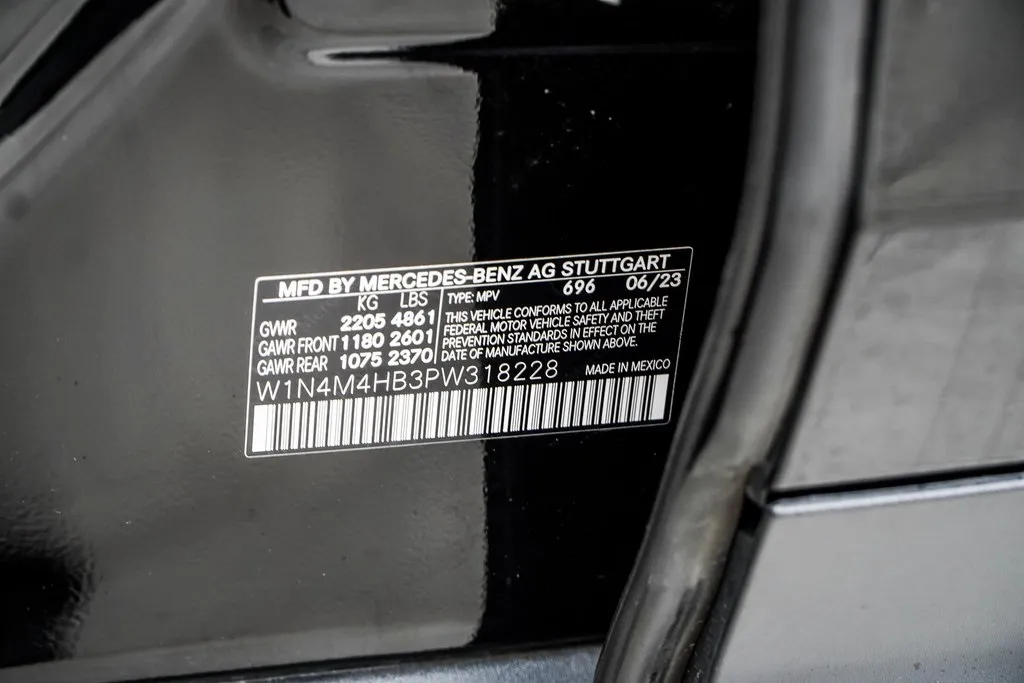 MFD BY MERCEDES-BENZ AG STUTTGART
696 06/23
KG LBS
GVWR 2205 4861
GAWR FRONT 1180 2601
GAWR REAR 1075 2370
TYPE: MPV
THIS VEHICLE CONFORMS TO ALL APPLICABLE
FEDERAL MOTOR VEHICLE SAFETY AND THEFT
PREVENTION STANDARDS IN EFFECT ON THE
DATE OF MANUFACTURE SHOWN ABOVE.
W1N4M4HB3PW318228 MADE IN MEXICO